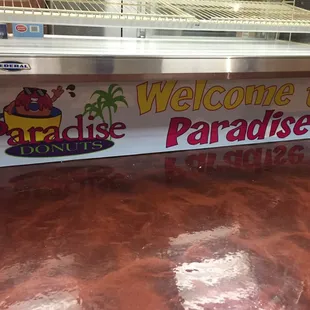 FEDERAL
Paradise
DONUTS
Welcome t
Paradise